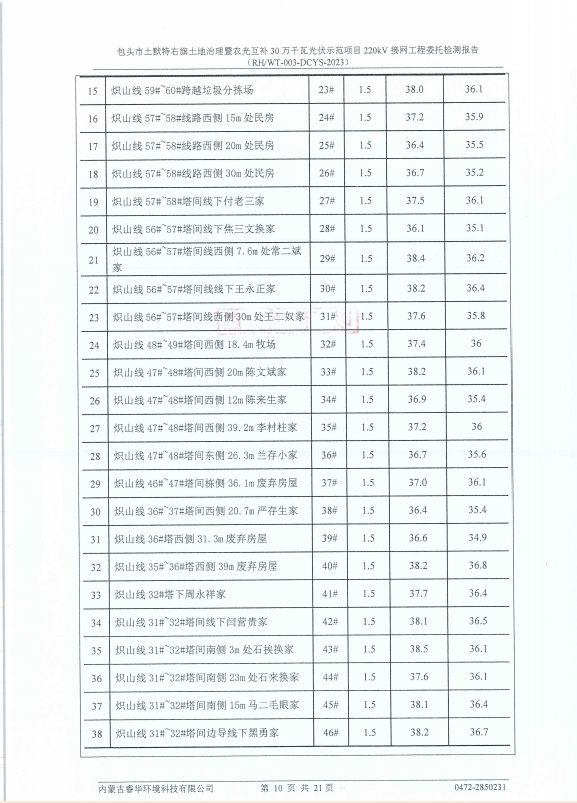 包头市土默特右旗土地治理暨农光互补 30 万千瓦光伏示范项目 220kV 接网工程委托检测报告
(RH/WT-003-DCYS-2023)
15 炽山线 59#~60#跨越垃圾分拣场 23# 1.5 38.0 36.1
16 炽山线 57#~58#线路西侧 15m 处民房 24# 1.5 37.2 35.9
17 炽山线 57#~58#线路西侧 20m 处民房 25# 1.5 36.4 35.5
18 炽山线 57#~58#线路西侧 30m 处民房 26# 1.5 36.7 35.2
19 炽山线 57#~58#塔间线下付老三家 27# 1.5 37.5 36.1
20 炽山线 56#~57#塔间线下焦三文换家 28# 1.5 36.1 35.1
21 炽山线 56#~57#塔间线西侧 7.6m 处常二斌 29# 1.5 38.4 36.2
家
22 炽山线 56#~57#塔间线线下王永正家 30# 1.5 38.2 36.4
23 炽山线 56#~57#塔间线西侧 30m 处王二奴家 31# 1.5 37.6 35.8
24 炽山线 48#~49#塔间西侧 18.4m 牧场 32# 1.5 37.4 36
25 炽山线 47#~48#塔间西侧 20m 陈文斌家 33# 1.5 38.2 36.1
26 炽山线 47#~48#塔间西侧 12m 陈来生家 34# 1.5 36.9 35.4
27 炽山线 47#~48#塔间西侧 39.2m 李村柱家 35# 1.5 37.2 36
28 炽山线 47#~48#塔间东侧 26.3m 兰存小家 36# 1.5 36.7 35.6
29 炽山线 46#~47#塔间栋侧 36.1m 废弃房屋 37# 1.5 37.0 36.1
30 炽山线 36#~37#塔间西侧 20.7m 严存生家 38# 1.5 36.4 35.4
31 炽山线 36#塔西侧 31.3m 废弃房屋 39# 1.5 36.6 34.9
32 炽山线 35#~36#塔西侧 39m 废弃房屋 40# 1.5 38.2 36.8
33 炽山线 32#塔下周永祥家 41# 1.5 37.7 36.4
34 炽山线 31#~32#塔间线下闫营贵家 42# 1.5 38.1 36.5
35 炽山线 31#~32#塔间南侧 3m 处石挨换家 43# 1.5 38.5 36.1
36 炽山线 31#~32#塔间南侧 23m 处石来换家 44# 1.5 37.6 36.1
37 炽山线 31#~32#塔间南侧 15m 马二毛眼家 45# 1.5 38.1 36.4
38 炽山线 31#~32#塔间边导线下黑勇家 46# 1.5 38.2 36.7
内蒙古睿华环境科技有限公司 第 10 页 共 21 页 0472-2850231